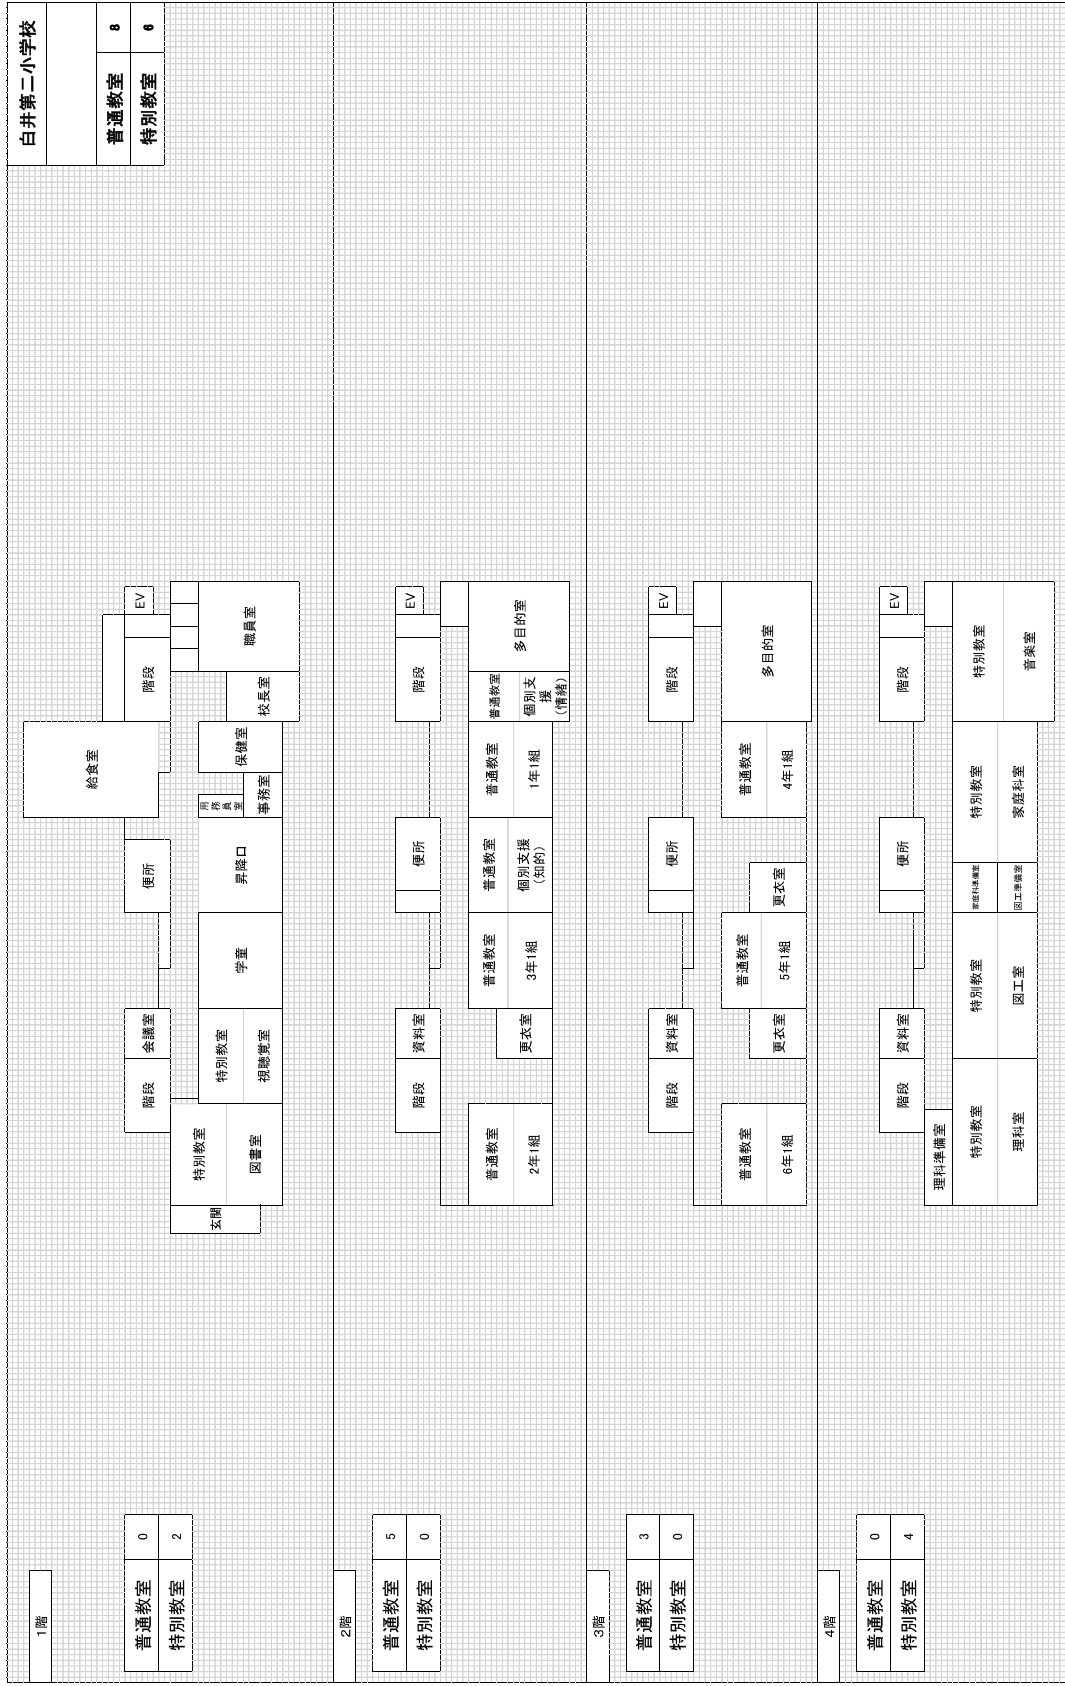 白井第二小学校
普通教室 8
特別教室 6
1階
普通教室 0
特別教室 2
給食室
階段
会議室
便所
階段
EV
玄関
特別教室
図書室
特別教室
視聴覚室
学童
昇降口
用務員室
事務室
保健室
校長室
職員室
2階
普通教室 5
特別教室 0
階段
資料室
便所
階段
EV
普通教室
2年1組
更衣室
普通教室
3年1組
普通教室
個別支援
(知的)
普通教室
1年1組
普通教室
個別支
援
(情緒)
多目的室
3階
普通教室 3
特別教室 0
階段
資料室
便所
階段
EV
普通教室
6年1組
更衣室
普通教室
5年1組
更衣室
普通教室
4年1組
多目的室
4階
普通教室 0
特別教室 4
階段
資料室
便所
階段
EV
理科準備室
特別教室
理科室
特別教室
図工室
家庭科準備室
図工準備室
特別教室
家庭科室
特別教室
音楽室